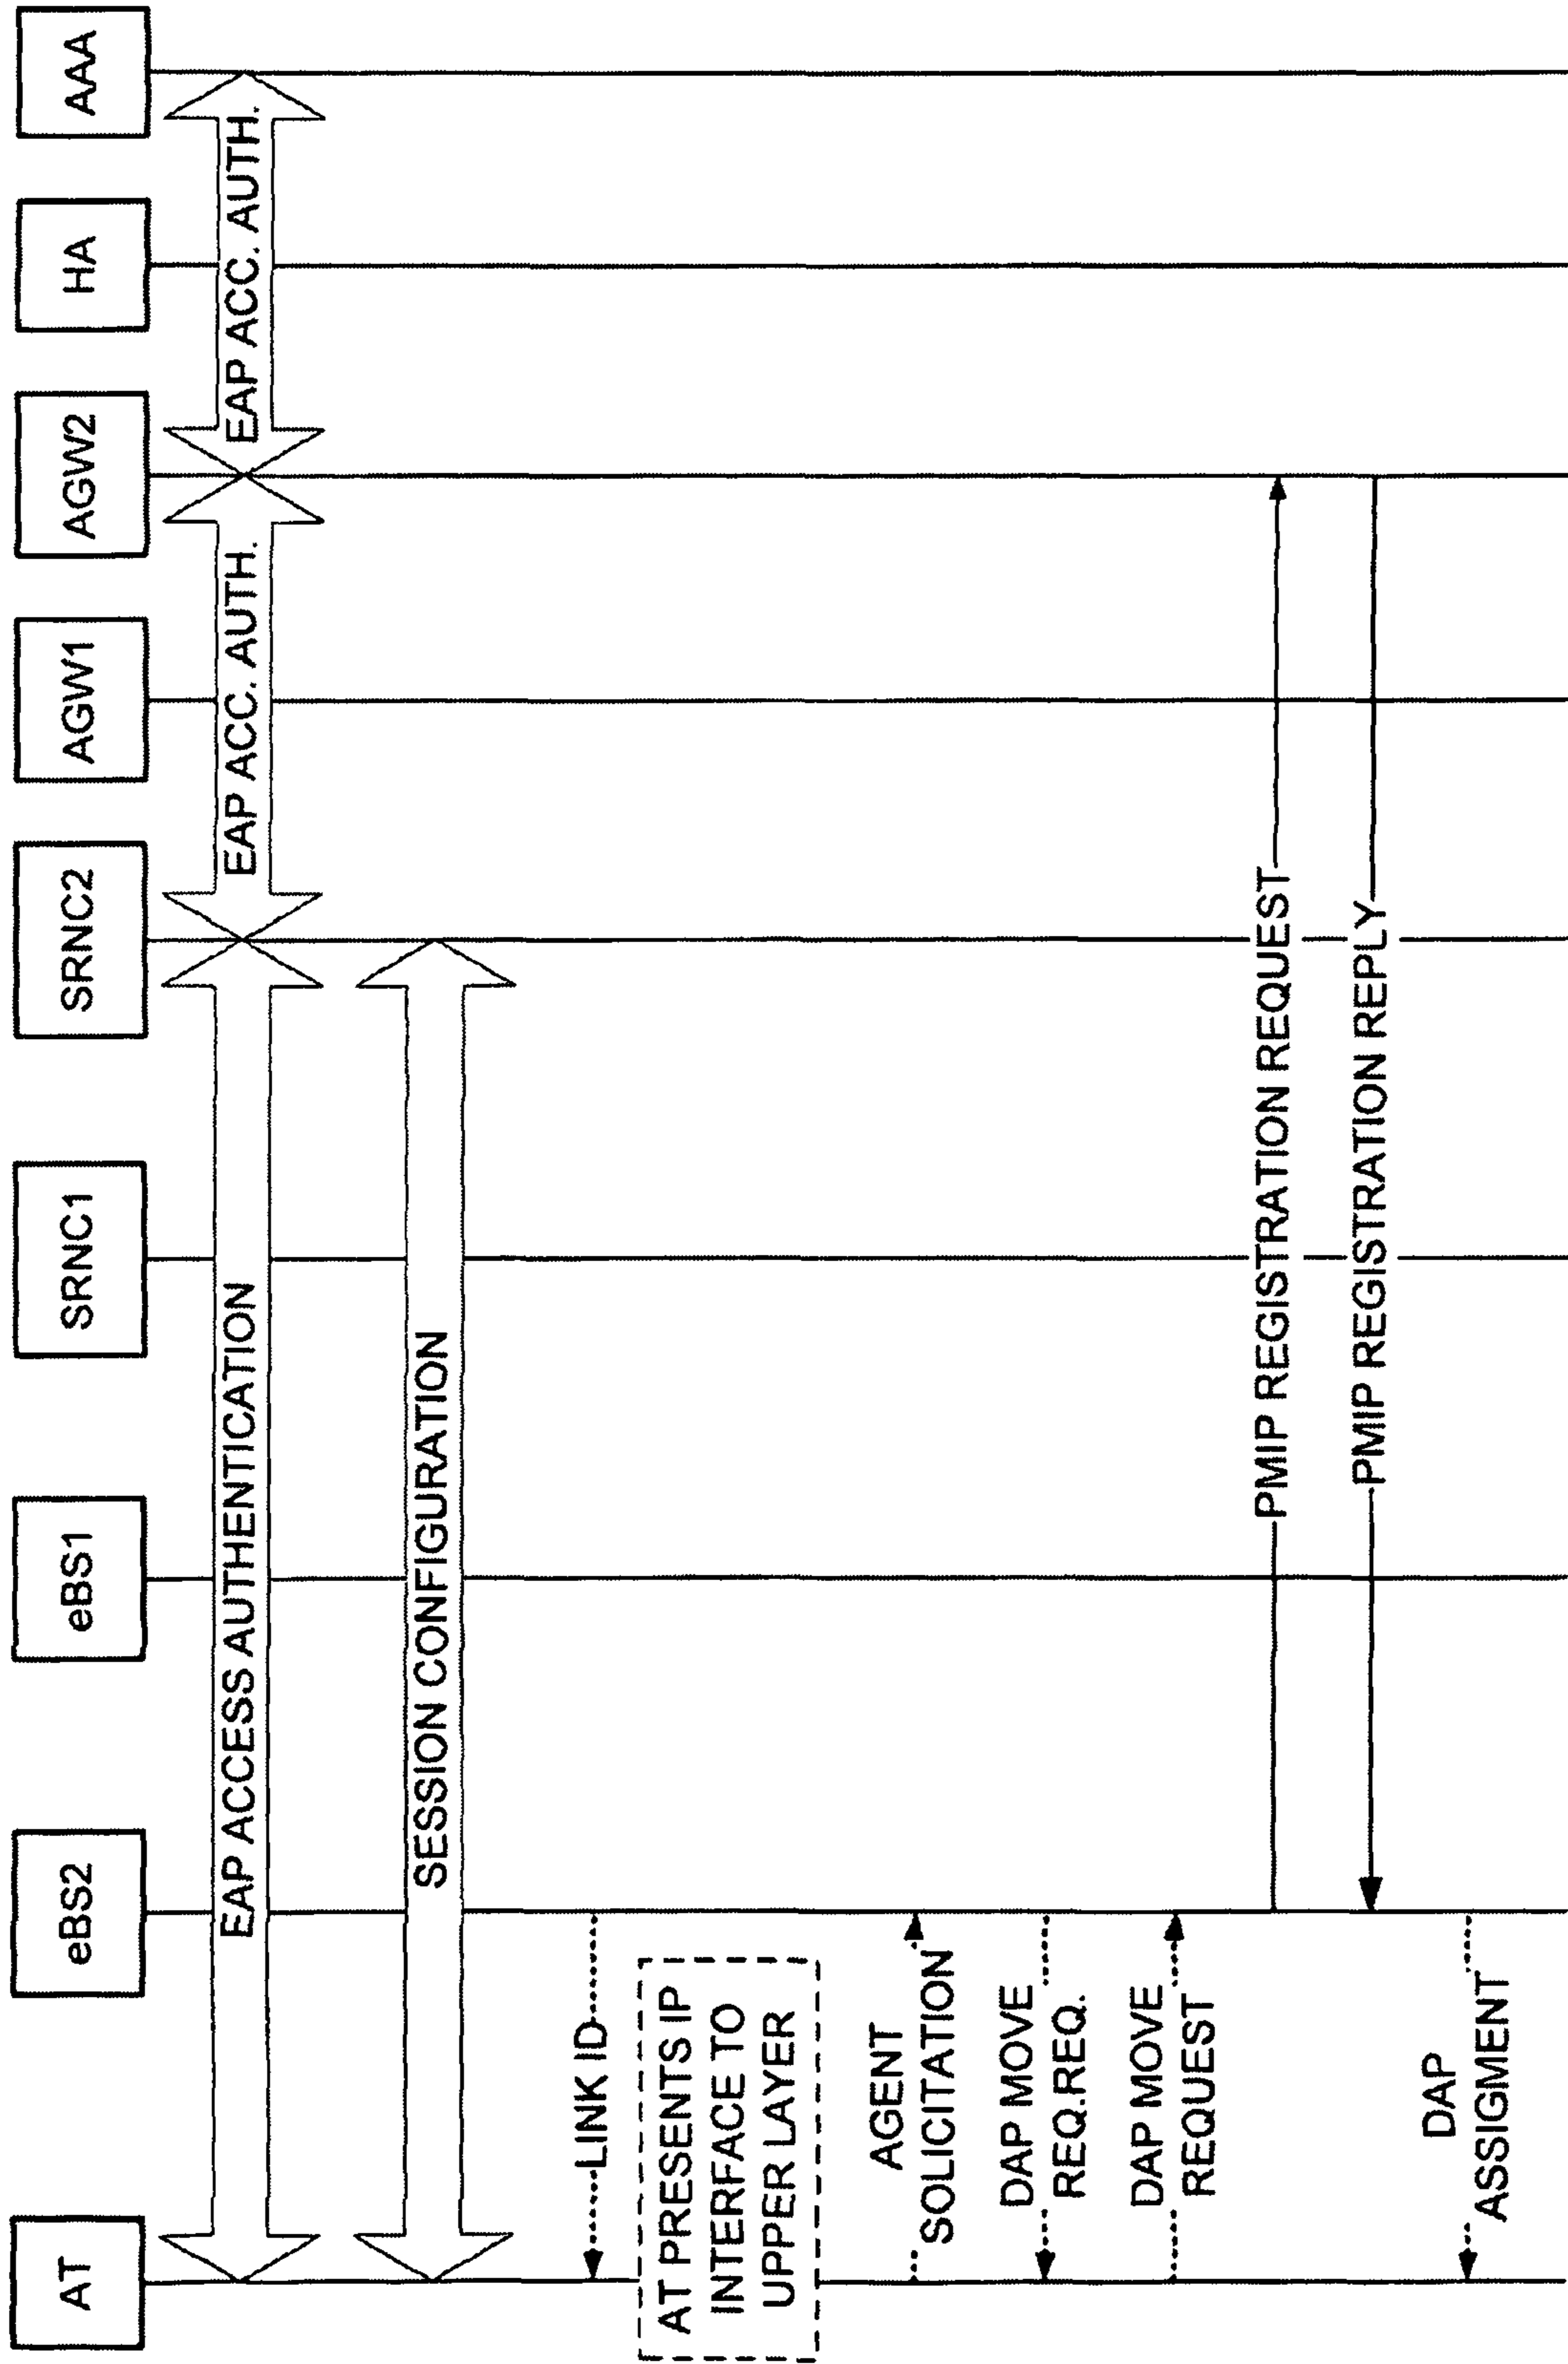 AT
eBS2
eBS1
SRNC1
SRNC2
AGW1
AGW2
HA
AAA
EAP ACCESS AUTHENTICATION
EAP ACC. AUTH.
EAP ACC. AUTH.
SESSION CONFIGURATION
LINK ID
AT PRESENTS IP
INTERFACE TO
UPPER LAYER
AGENT
SOLICITATION
DAP MOVE
REQ.REQ.
DAP MOVE
REQUEST
PMIP REGISTRATION REQUEST
PMIP REGISTRATION REPLY
DAP
ASSIGMENT